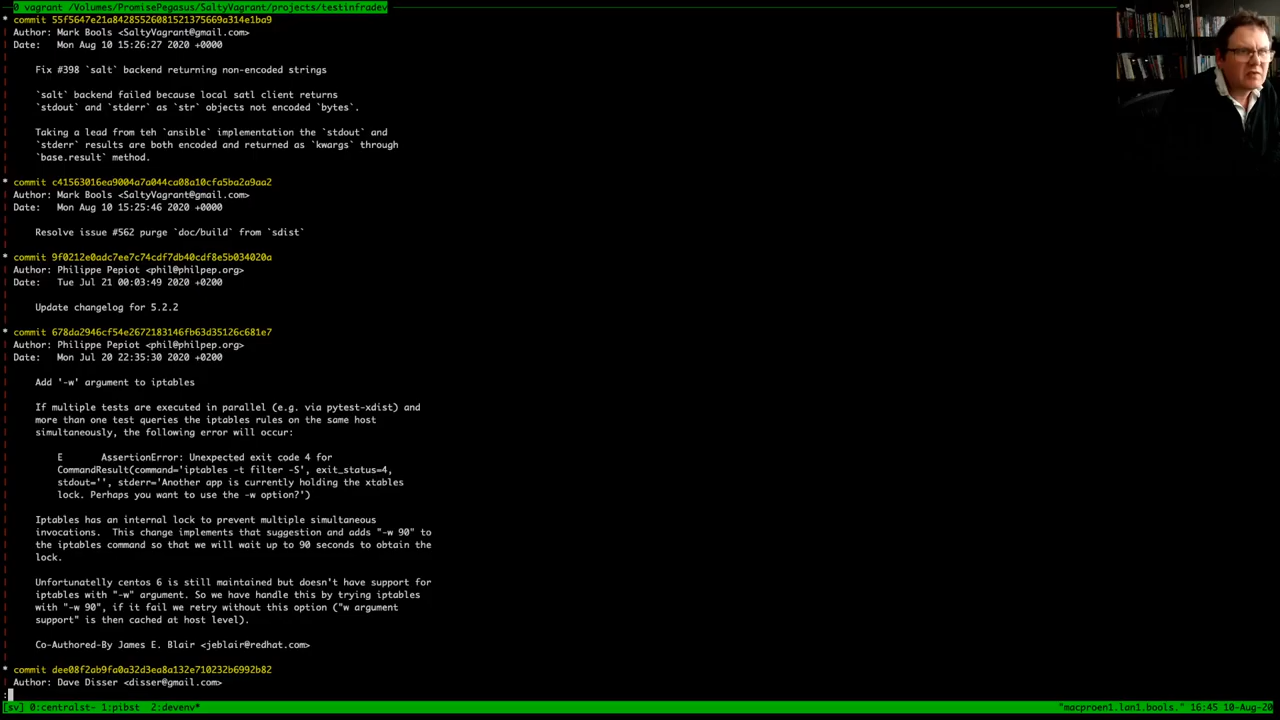 0 vagrant /Volumes/PromisePegasus/SaltyVagrant/projects/testinfradev
* commit 55f5647e21a84285526081521375669a314e1ba9
Author: Mark Bools <SaltyVagrant@gmail.com>
Date: Mon Aug 10 15:26:27 2020 +0000
Fix #398 `salt` backend returning non-encoded strings
`salt` backend failed because local satl client returns
`stdout` and `stderr` as `str` objects not encoded `bytes`.
Taking a lead from teh `ansible` implementation the `stdout` and
`stderr` results are both encoded and returned as `kwargs` through
`base.result` method.
* commit c41563016ea9004a7a044ca08a10cfa5ba2a9aa2
Author: Mark Bools <SaltyVagrant@gmail.com>
Date: Mon Aug 10 15:25:46 2020 +0000
Resolve issue #562 purge `doc/build` from `sdist`
* commit 9f0212e0adc7ee7c74cdf7db40cdf8e5b034020a
Author: Philippe Pepiot <phil@philpep.org>
Date: Tue Jul 21 00:03:49 2020 +0200
Update changelog for 5.2.2
* commit 678da2946cf54e2672183146fb63d35126c681e7
Author: Philippe Pepiot <phil@philpep.org>
Date: Mon Jul 20 22:35:30 2020 +0200
Add '-w' argument to iptables
If multiple tests are executed in parallel (e.g. via pytest-xdist) and
more than one test queries the iptables rules on the same host
simultaneously, the following error will occur:
E AssertionError: Unexpected exit code 4 for
CommandResult(command='iptables -t filter -S', exit_status=4,
stdout='', stderr='Another app is currently holding the xtables
lock. Perhaps you want to use the -w option?')
Iptables has an internal lock to prevent multiple simultaneous
invocations. This change implements that suggestion and adds "-w 90" to
the iptables command so that we will wait up to 90 seconds to obtain the
lock.
Unfortunatelly centos 6 is still maintained but doesn't have support for
iptables with "-w" argument. So we have handle this by trying iptables
with "-w 90", if it fail we retry without this option ("w argument
support" is then cached at host level).
Co-Authored-By James E. Blair <jeblair@redhat.com>
* commit dee08f2ab9fa0a32d3ea8a132e710232b6992b82
Author: Dave Disser <disser@gmail.com>
:
[sv] 0:centralst- 1:pibst 2:devenv* "macproen1.lan1.bools." 16:45 10-Aug-20